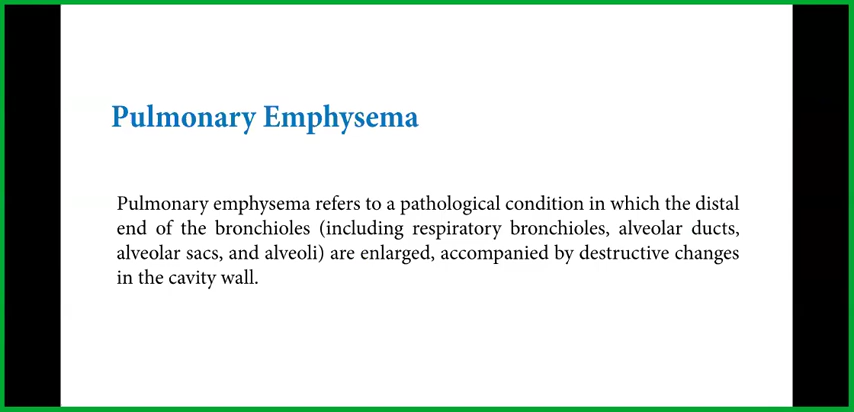 Pulmonary Emphysema
Pulmonary emphysema refers to a pathological condition in which the distal
end of the bronchioles (including respiratory bronchioles, alveolar ducts,
alveolar sacs, and alveoli) are enlarged, accompanied by destructive changes
in the cavity wall.